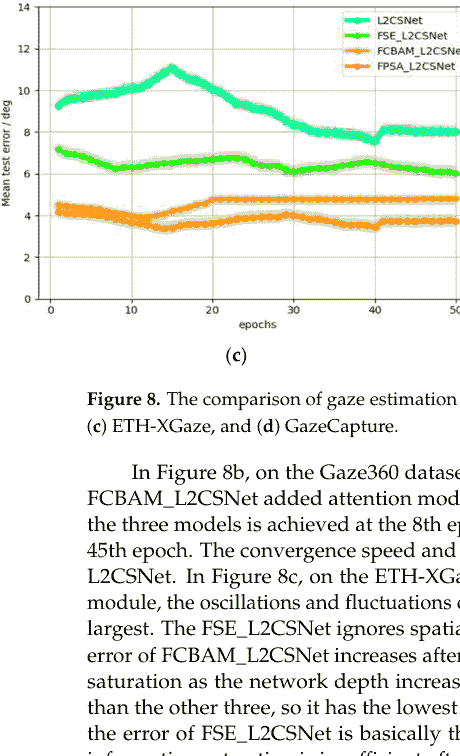 14
12
10
8
6
4
2
0
Mean test error / deg
L2CSNet
FSE_L2CSNet
FCBAM_L2CSNe
FPSA_L2CSNet
0 10 20 30 40 50
epochs
(c)
Figure 8. The comparison of gaze estimation
(c) ETH-XGaze, and (d) GazeCapture.
In Figure 8b, on the Gaze360 datase
FCBAM_L2CSNet added attention mod
the three models is achieved at the 8th ep
45th epoch. The convergence speed and
L2CSNet. In Figure 8c, on the ETH-XGa
module, the oscillations and fluctuations o
largest. The FSE_L2CSNet ignores spatia
error of FCBAM_L2CSNet increases after
saturation as the network depth increas
than the other three, so it has the lowest
the error of FSE_L2CSNet is basically th